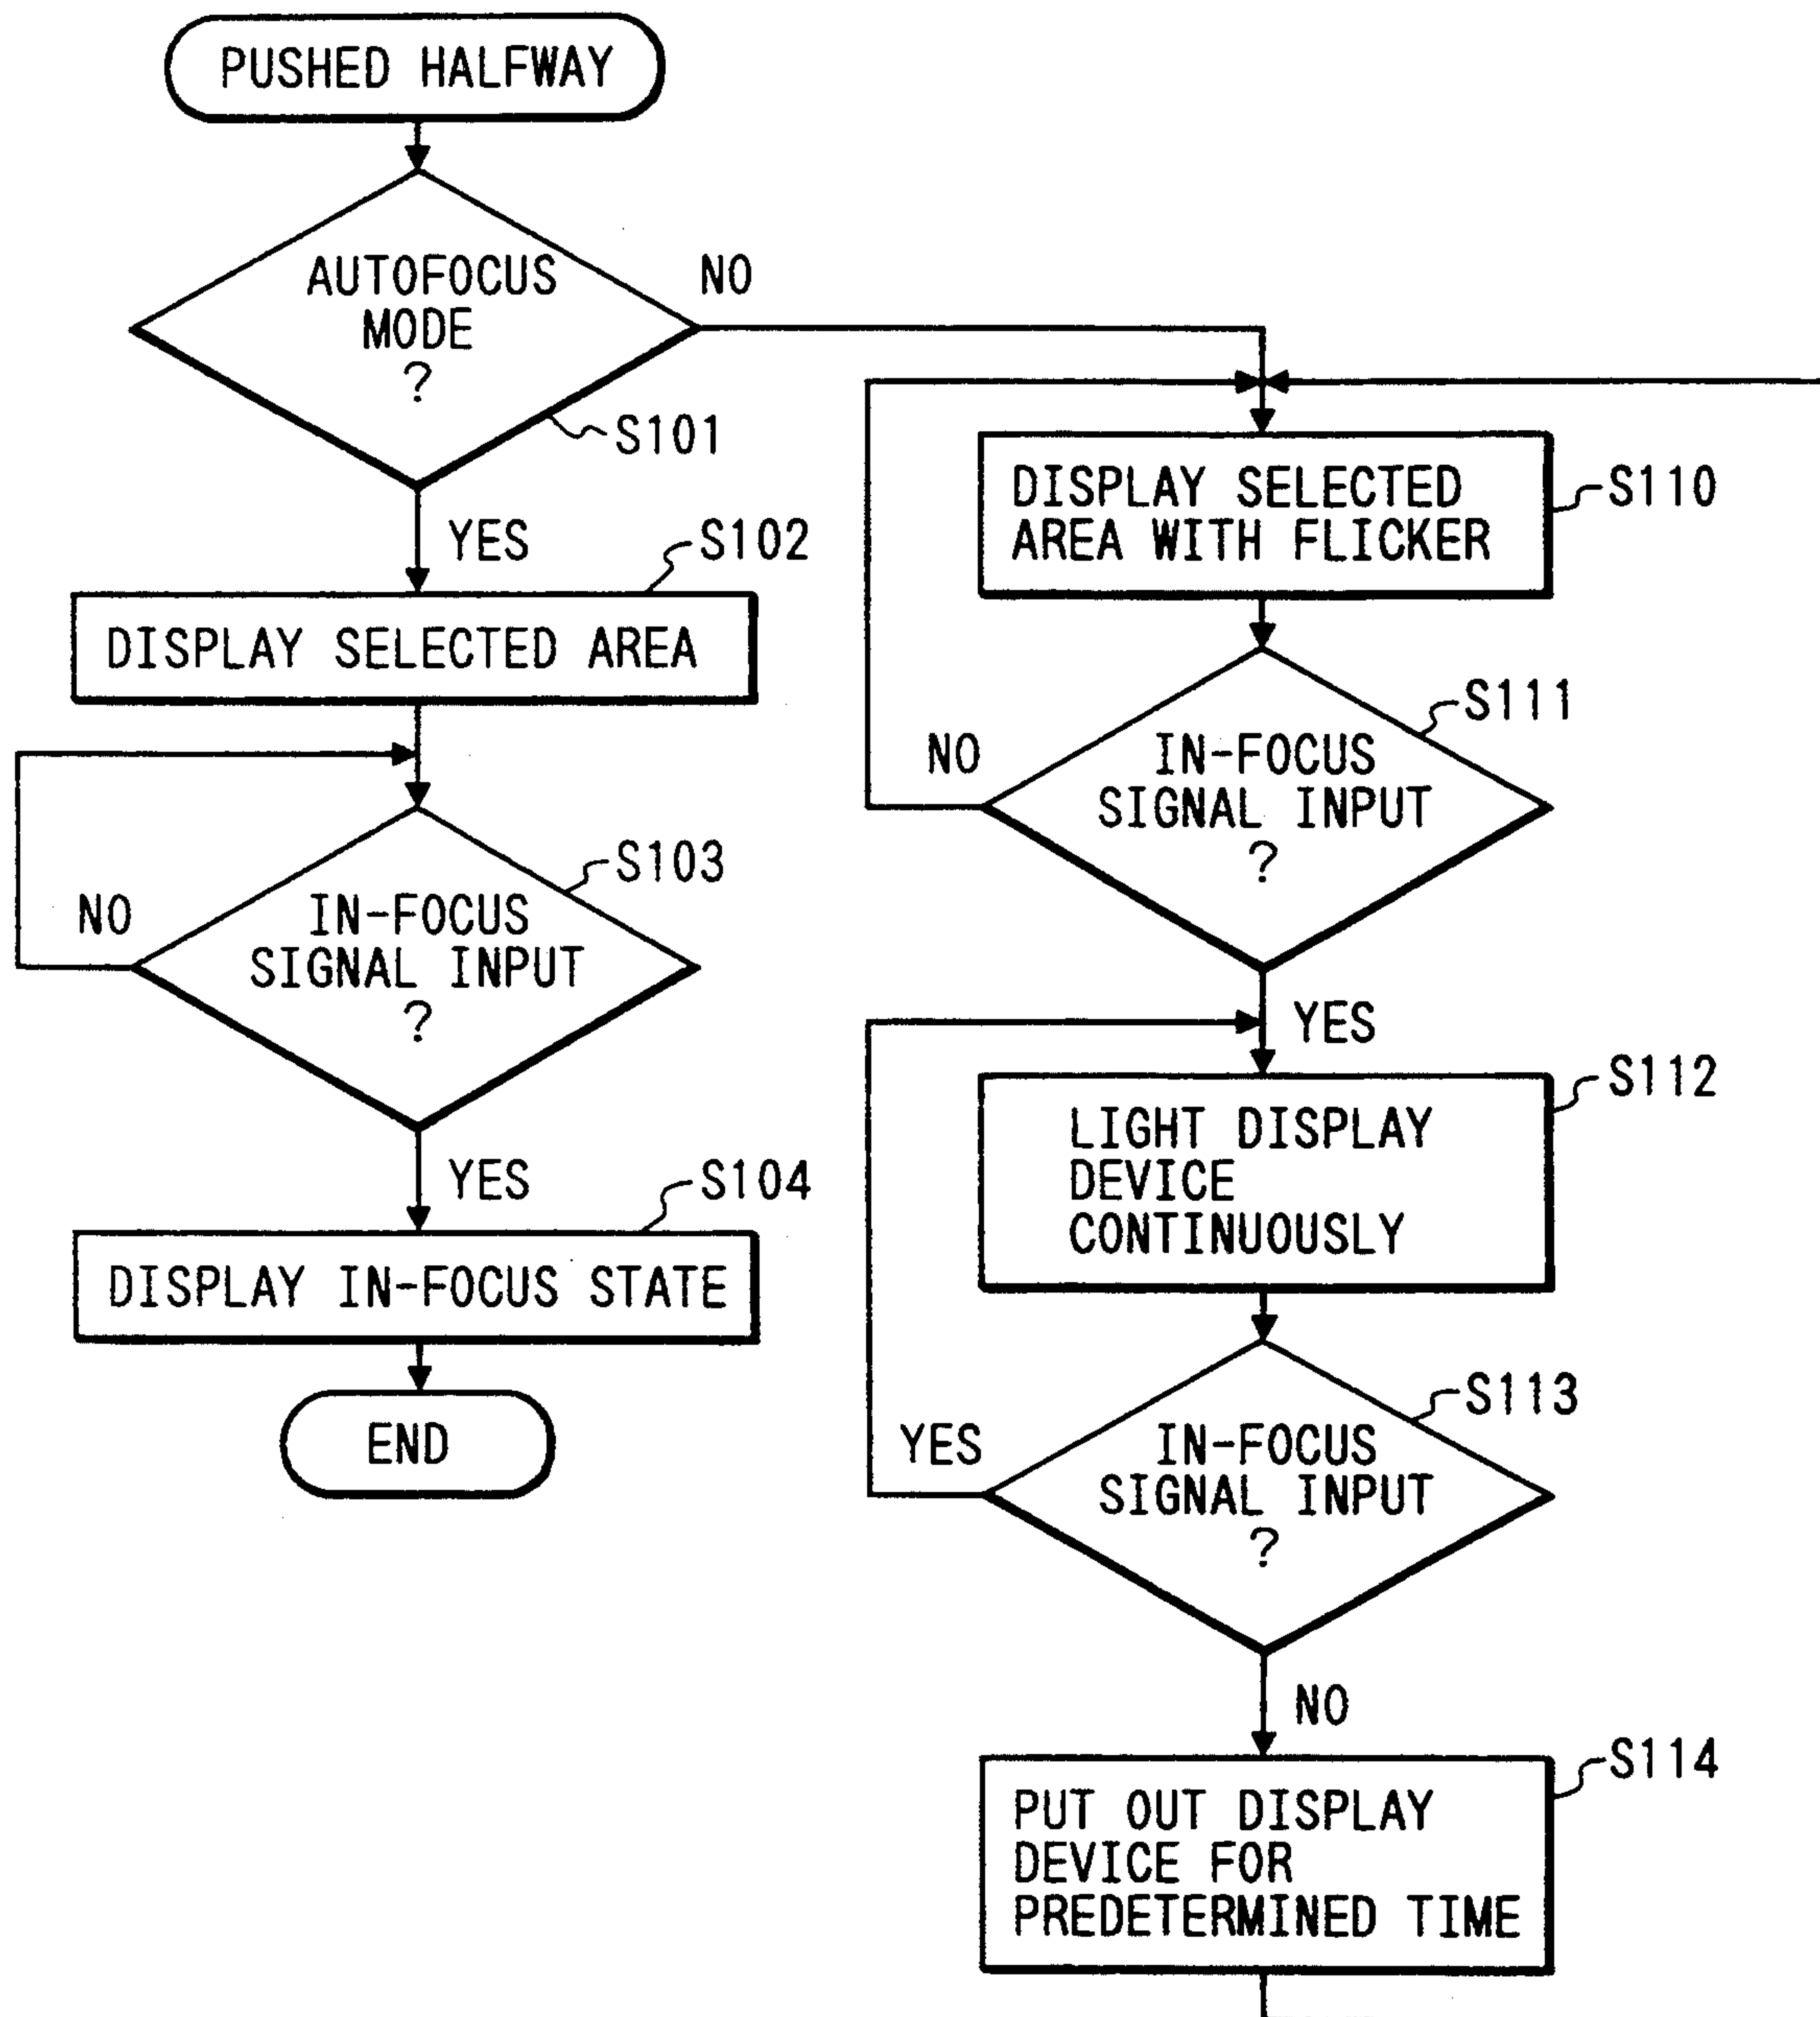 PUSHED HALFWAY
AUTOFOCUS
MODE
?
NO
S101
YES
S102
DISPLAY SELECTED AREA
S103
NO
IN-FOCUS
SIGNAL INPUT
?
YES
S104
DISPLAY IN-FOCUS STATE
END
DISPLAY SELECTED
AREA WITH FLICKER
S110
S111
NO
IN-FOCUS
SIGNAL INPUT
?
YES
S112
LIGHT DISPLAY
DEVICE
CONTINUOUSLY
S113
YES
IN-FOCUS
SIGNAL INPUT
?
NO
S114
PUT OUT DISPLAY
DEVICE FOR
PREDETERMINED TIME